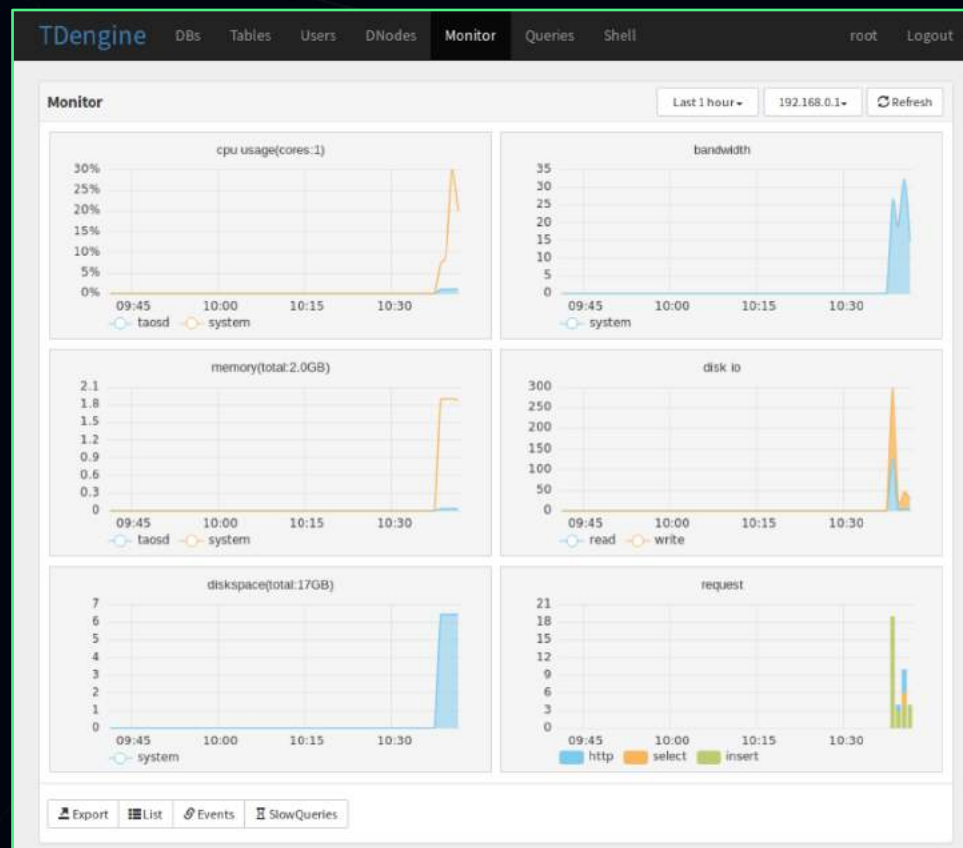 TDengine DBs Tables Users DNodes Monitor Queries Shell root Logout
Monitor Last 1 hour 192.168.0.1 Refresh
cpu usage(cores:1)
30%
25%
20%
15%
10%
5%
0%
09:45 10:00 10:15 10:30
taosd system
bandwidth
35
30
25
20
15
10
5
0
09:45 10:00 10:15 10:30
system
memory(total:2.0GB)
2.1
1.8
1.5
1.2
0.9
0.6
0.3
0
09:45 10:00 10:15 10:30
taosd system
disk io
300
250
200
150
100
50
0
09:45 10:00 10:15 10:30
read write
diskspace(total:17GB)
7
6
5
4
3
2
1
0
09:45 10:00 10:15 10:30
system
request
21
18
15
12
9
6
3
0
09:45 10:00 10:15 10:30
http select insert
Export List Events SlowQueries